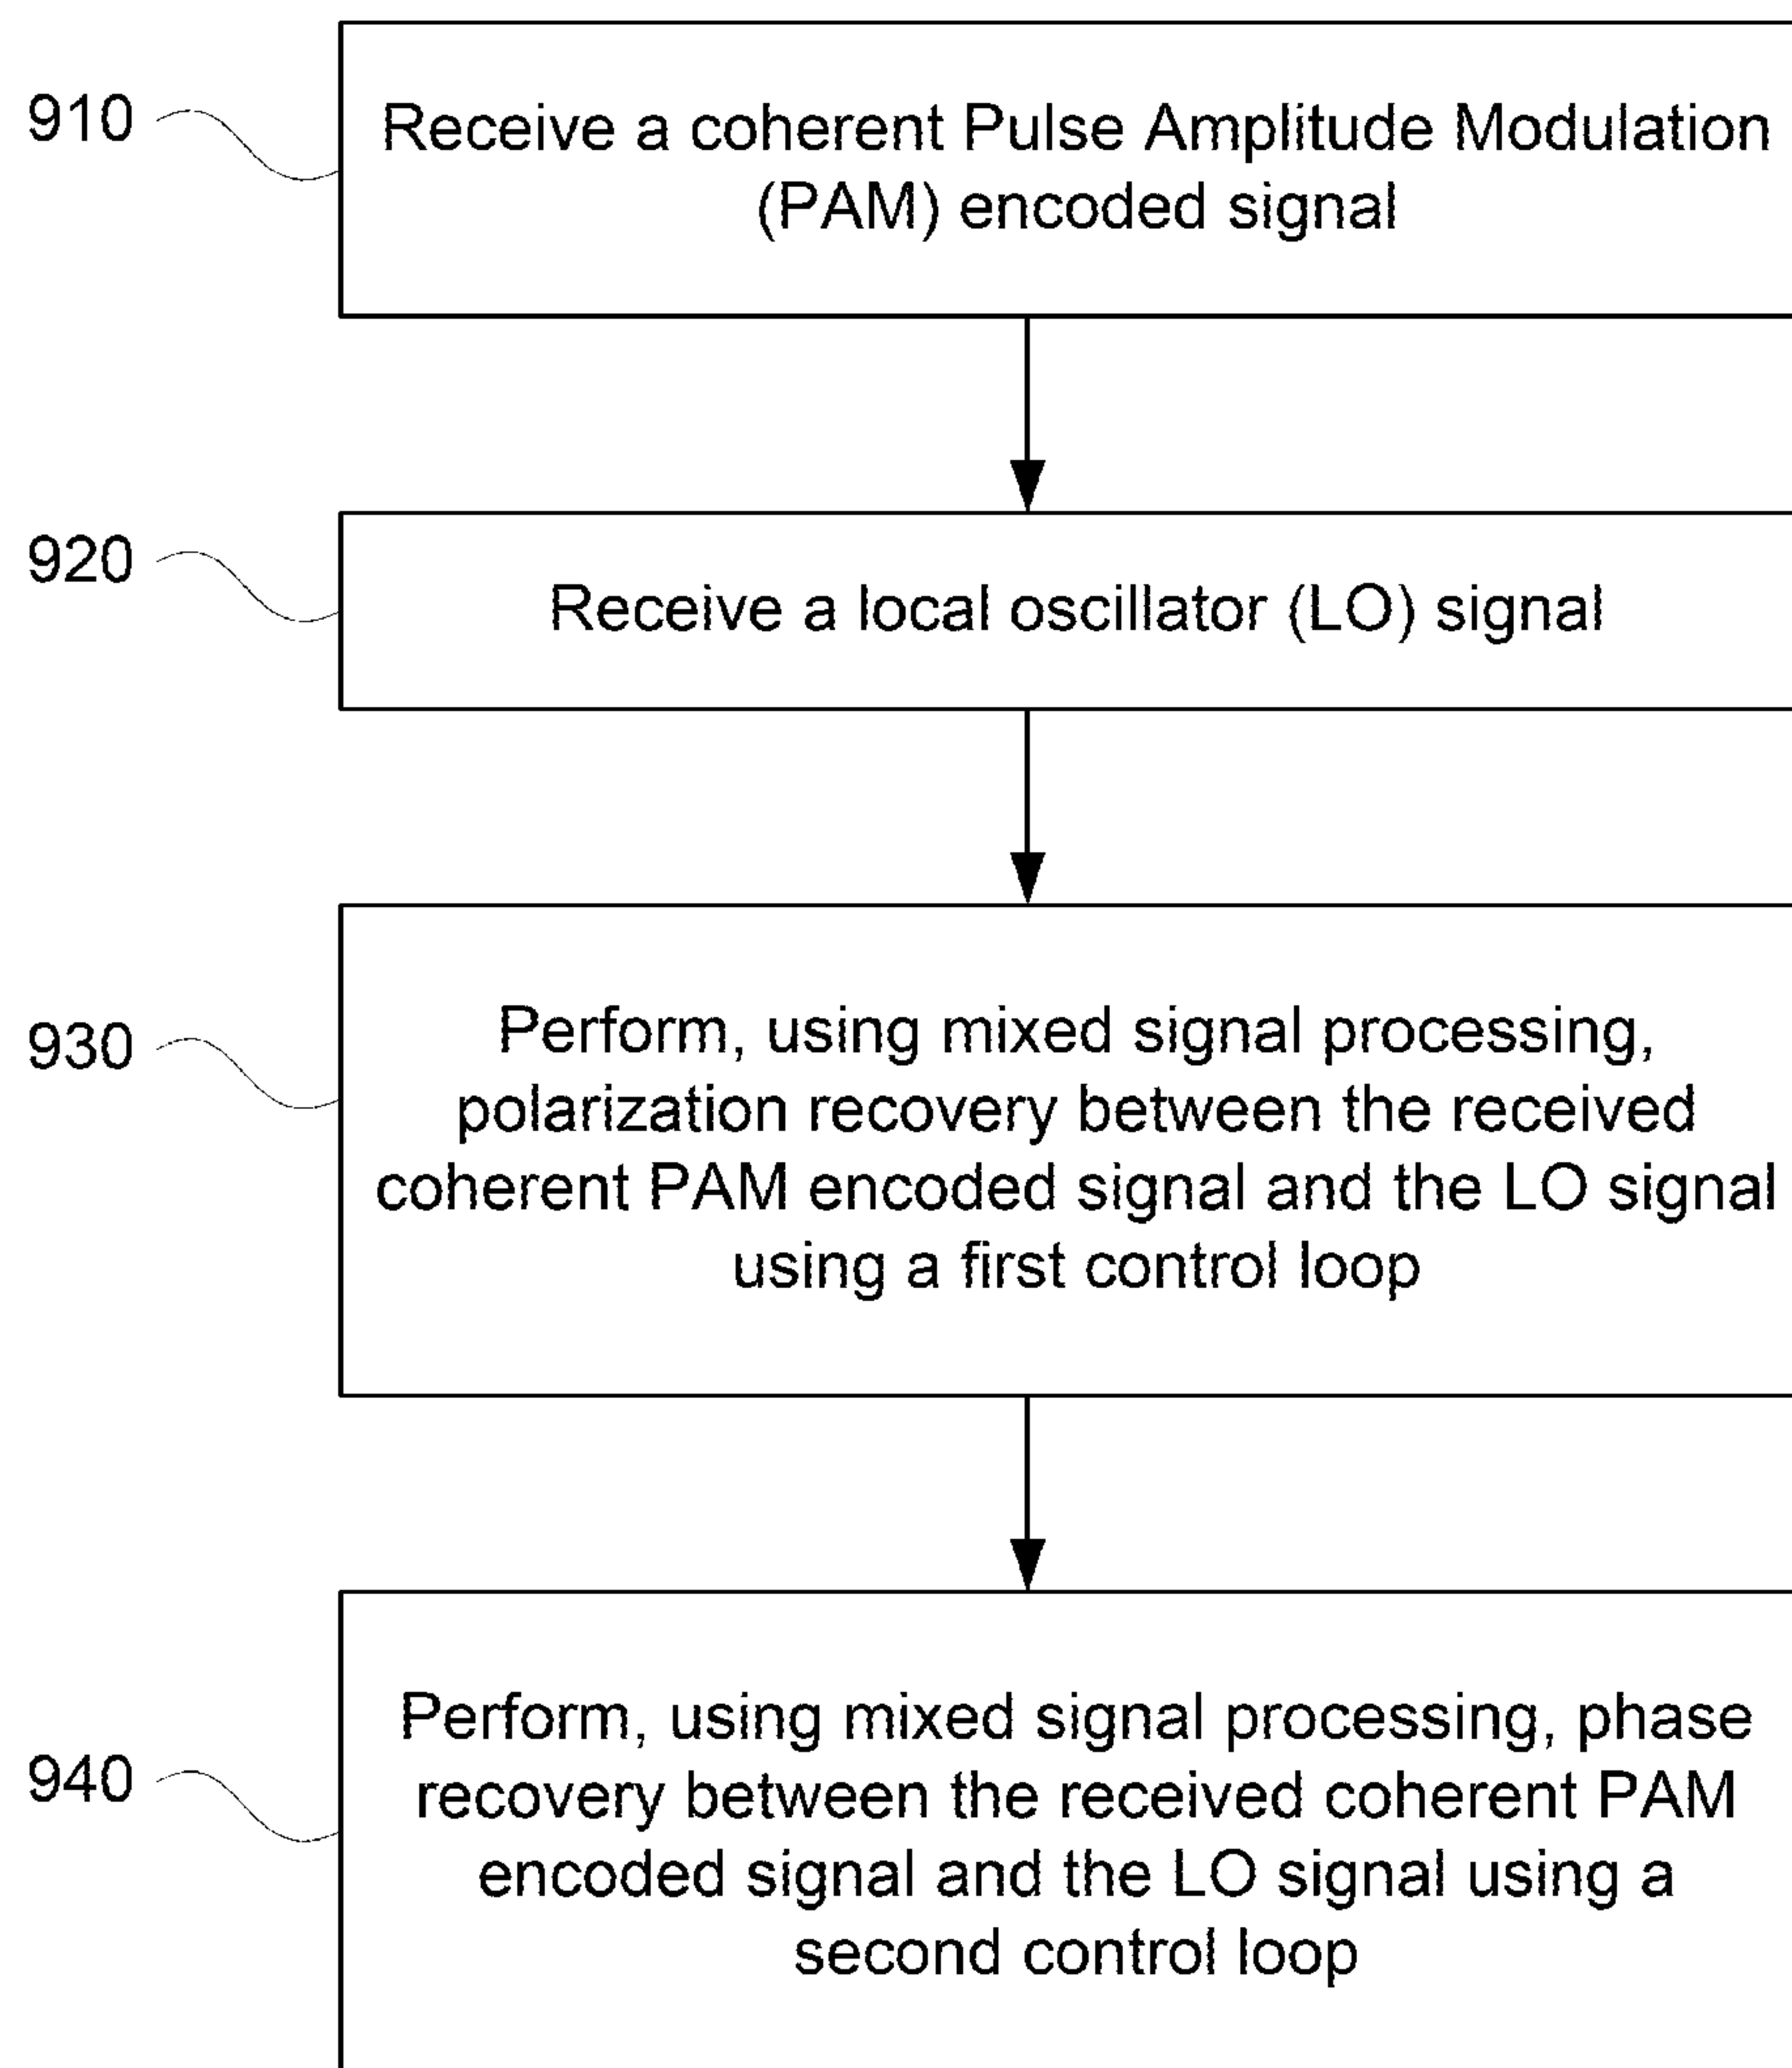 910
Receive a coherent Pulse Amplitude Modulation
(PAM) encoded signal
920
Receive a local oscillator (LO) signal
930
Perform, using mixed signal processing,
polarization recovery between the received
coherent PAM encoded signal and the LO signal
using a first control loop
940
Perform, using mixed signal processing, phase
recovery between the received coherent PAM
encoded signal and the LO signal using a
second control loop